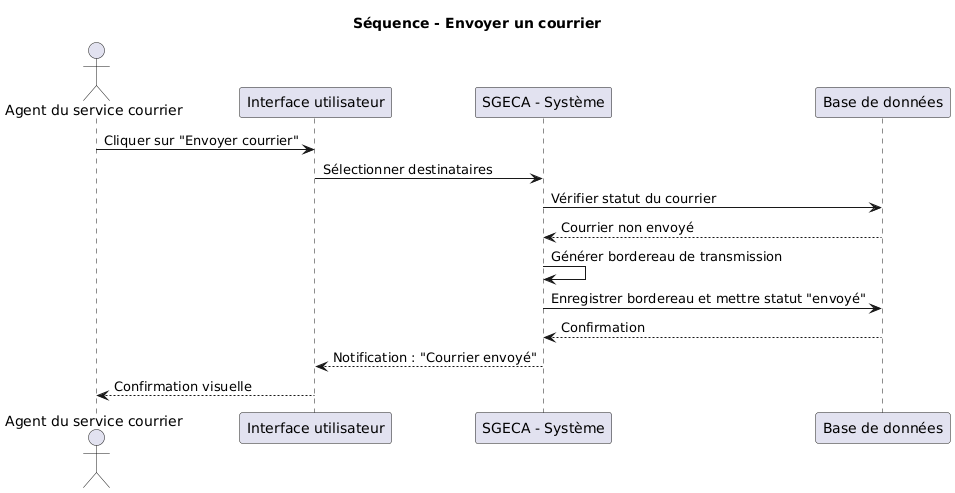 Séquence - Envoyer un courrier
Agent du service courrier
Interface utilisateur
SGECA - Système
Base de données
Cliquer sur "Envoyer courrier"
Sélectionner destinataires
Vérifier statut du courrier
Courrier non envoyé
Générer bordereau de transmission
Enregistrer bordereau et mettre statut "envoyé"
Confirmation
Notification : "Courrier envoyé"
Confirmation visuelle
Agent du service courrier
Interface utilisateur
SGECA - Système
Base de données